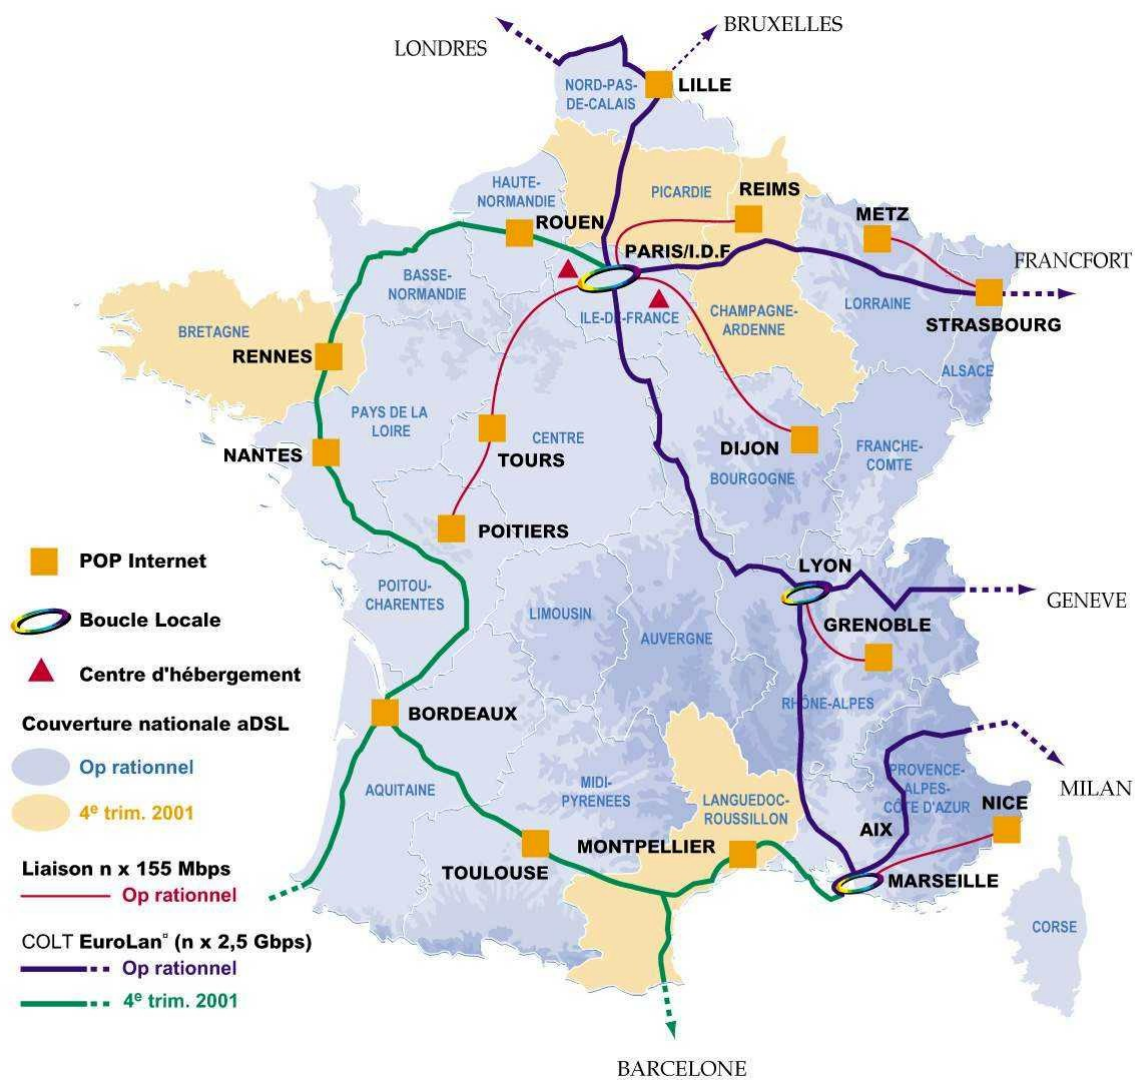 BRUXELLES
LONDRES
NORD-PAS-
DE-CALAIS
LILLE
HAUTE-
NORMANDIE
PICARDIE
REIMS
ROUEN
METZ
PARIS/I.D.F
FRANCFORT
BASSE-
NORMANDIE
ILE-DE-FRANCE
CHAMPAGNE-
ARDENNE
LORRAINE
STRASBOURG
BRETAGNE
RENNES
ALSACE
PAYS DE LA
LOIRE
NANTES
CENTRE
TOURS
DIJON
BOURGOGNE
FRANCHE-
COMTE
POITIERS
POP Internet
LYON
POITOU-
CHARENTES
LIMOUSIN
AUVERGNE
GENEVE
Boucle Locale
GRENOBLE
Centre d'hébergement
RHÔNE-ALPES
BORDEAUX
Couverture nationale aDSL
Op rationnel
4e trim. 2001
AQUITAINE
MIDI-
PYRENEES
LANGUEDOC-
ROUSSILLON
PROVENCE-
ALPES-
CÔTE D'AZUR
MILAN
NICE
AIX
MONTPELLIER
TOULOUSE
MARSEILLE
Liaison n x 155 Mbps
Op rationnel
CORSE
COLT EuroLan¤ (n x 2,5 Gbps)
Op rationnel
4e trim. 2001
BARCELONE